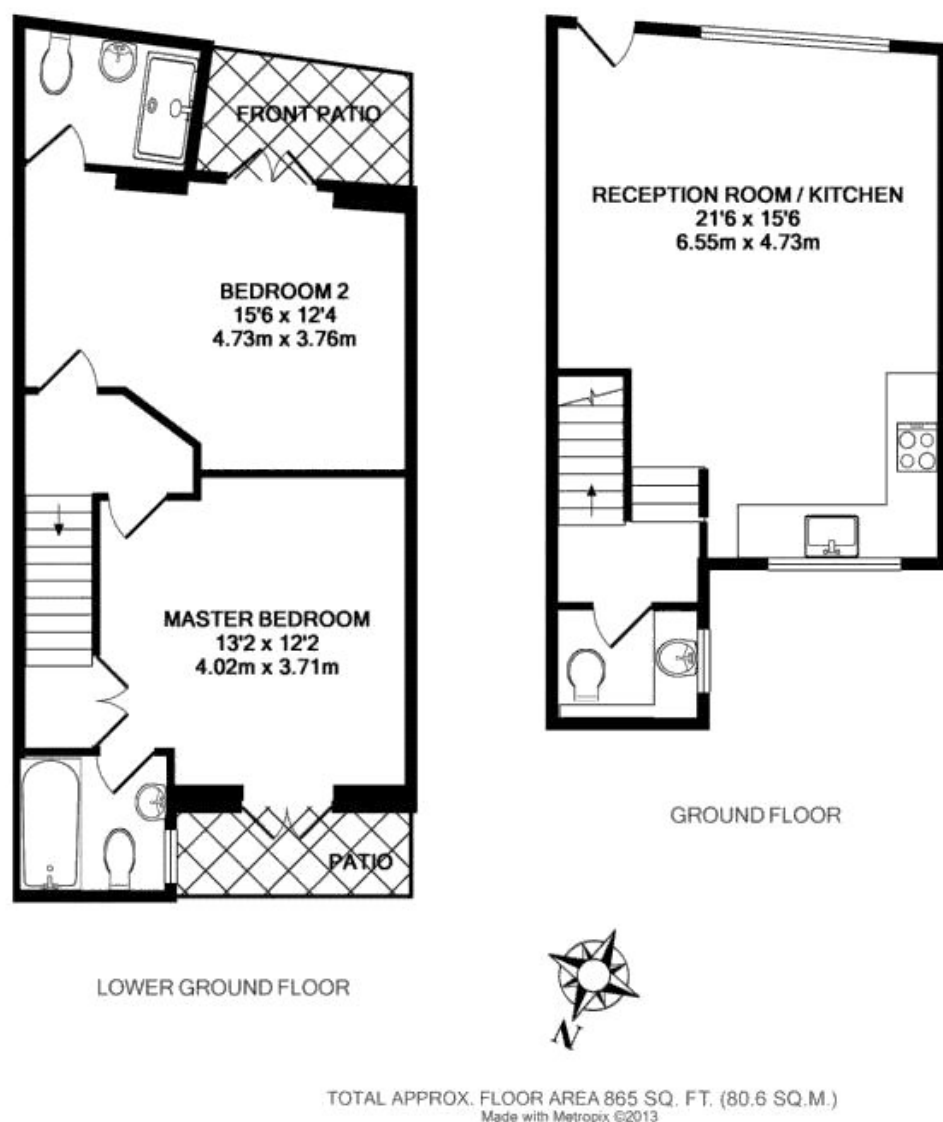 FRONT PATIO
BEDROOM 2
15'6 x 12'4
4.73m x 3.76m
MASTER BEDROOM
13'2 x 12'2
4.02m x 3.71m
PATIO
LOWER GROUND FLOOR
RECEPTION ROOM / KITCHEN
21'6 x 15'6
6.55m x 4.73m
GROUND FLOOR
N
TOTAL APPROX. FLOOR AREA 865 SQ. FT. (80.6 SQ.M.)
Made with Metropix ©2013